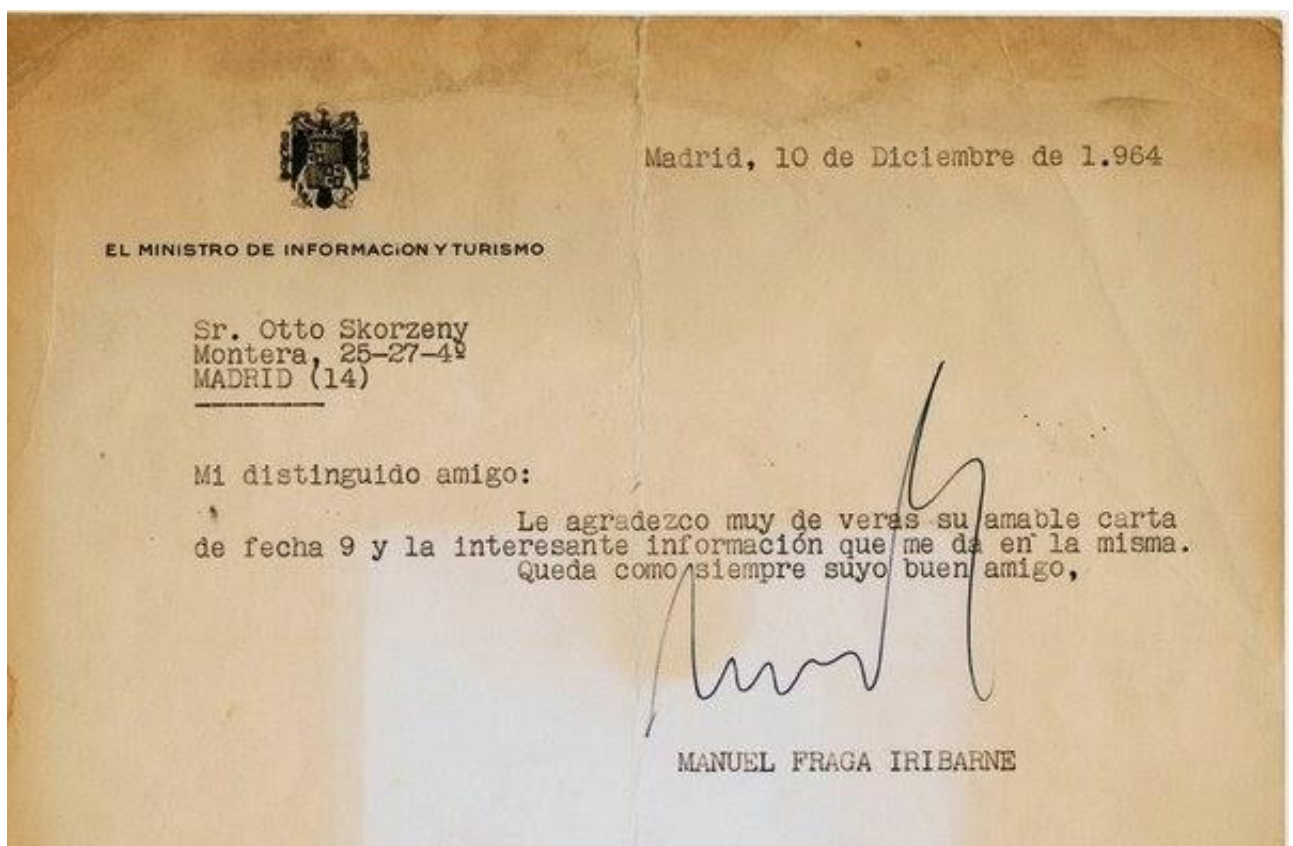 Madrid, 10 de Diciembre de 1.964
EL MINISTRO DE INFORMACION Y TURISMO
Sr. Otto Skorzeny
Montera, 25-27-4º
MADRID (14)
Mi distinguido amigo:
Le agradezco muy de veras su amable carta
de fecha 9 y la interesante información que me da en la misma.
Queda como siempre suyo buen amigo,
MANUEL FRAGA IRIBARNE